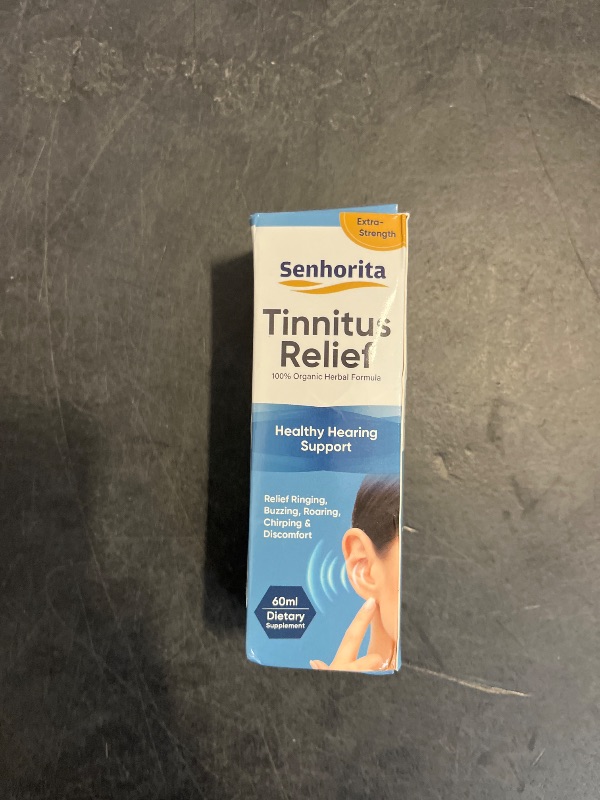 Extra-
Strength
Senhorita
Tinnitus
Relief
100% Organic Herbal Formula
Healthy Hearing
Support
Relief Ringing,
Buzzing, Roaring,
Chirping &
Discomfort
60ml
Dietary
Supplement